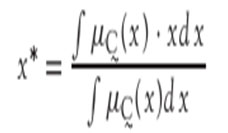 x* = ∫ μ_C̰(x) · x dx / ∫ μ_C̰(x) dx